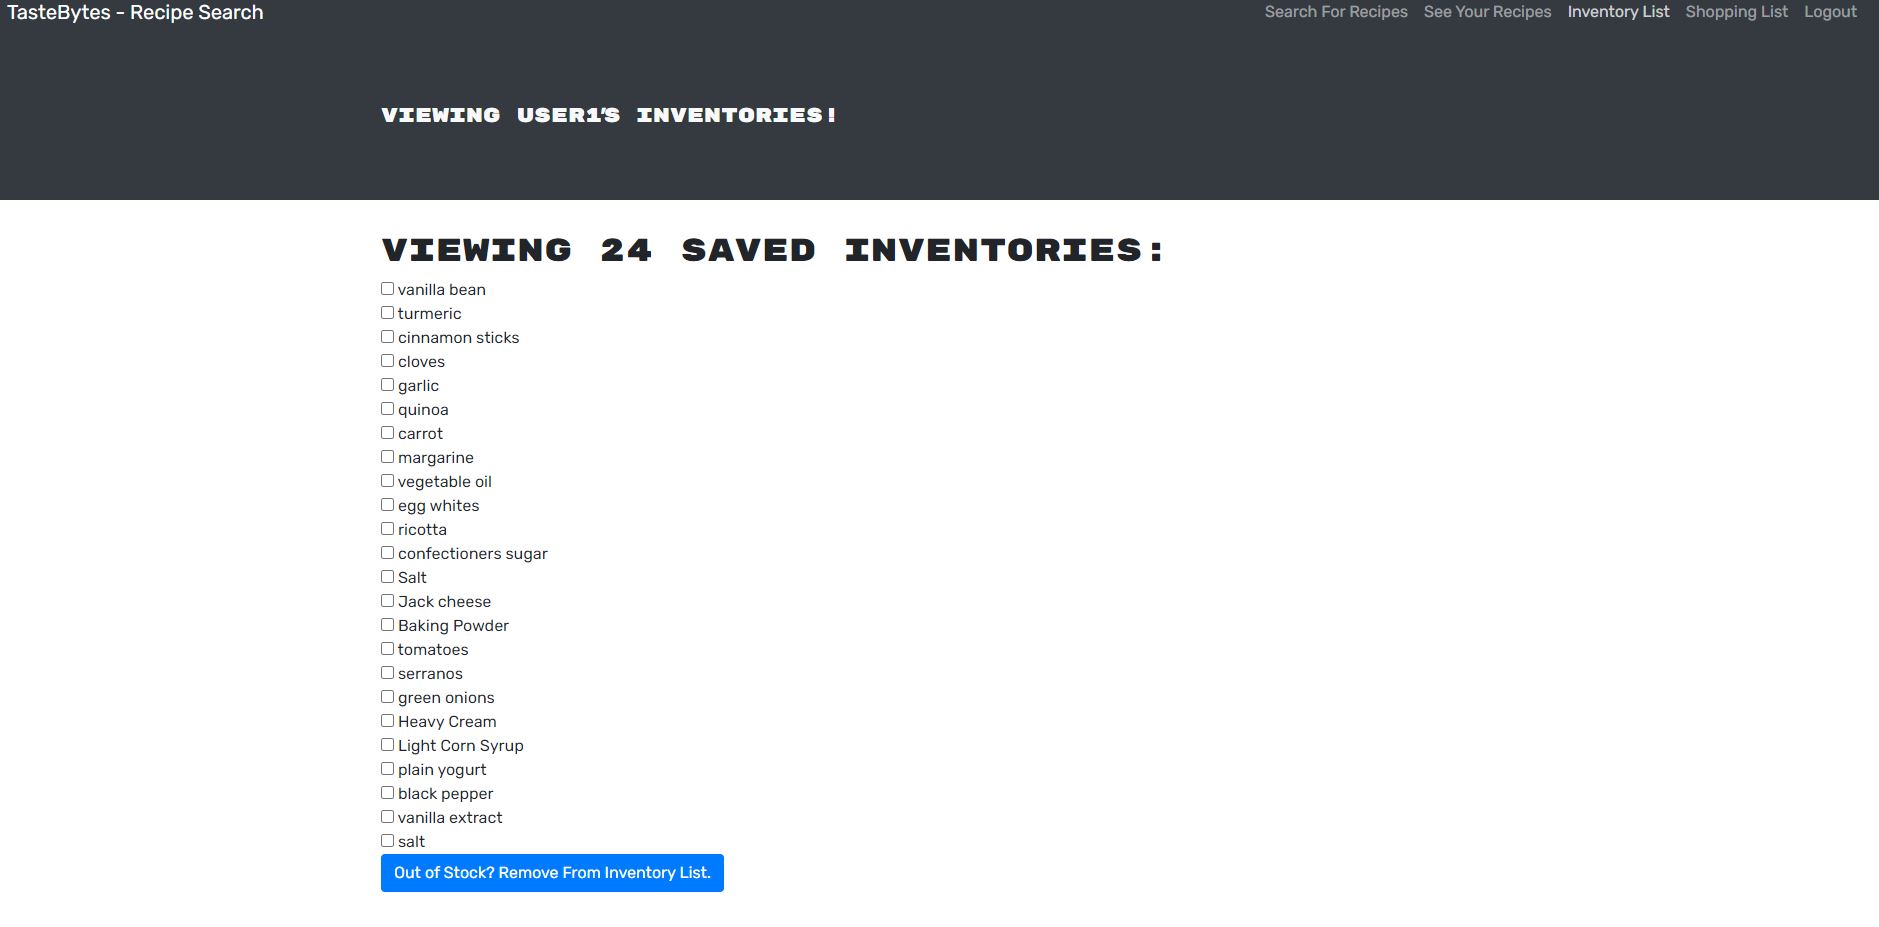 TasteBytes - Recipe Search
Search For Recipes See Your Recipes Inventory List Shopping List Logout
VIEWING USER1'S INVENTORIES!
VIEWING 24 SAVED INVENTORIES:
vanilla bean
turmeric
cinnamon sticks
cloves
garlic
quinoa
carrot
margarine
vegetable oil
egg whites
ricotta
confectioners sugar
Salt
Jack cheese
Baking Powder
tomatoes
serranos
green onions
Heavy Cream
Light Corn Syrup
plain yogurt
black pepper
vanilla extract
salt
Out of Stock? Remove From Inventory List.